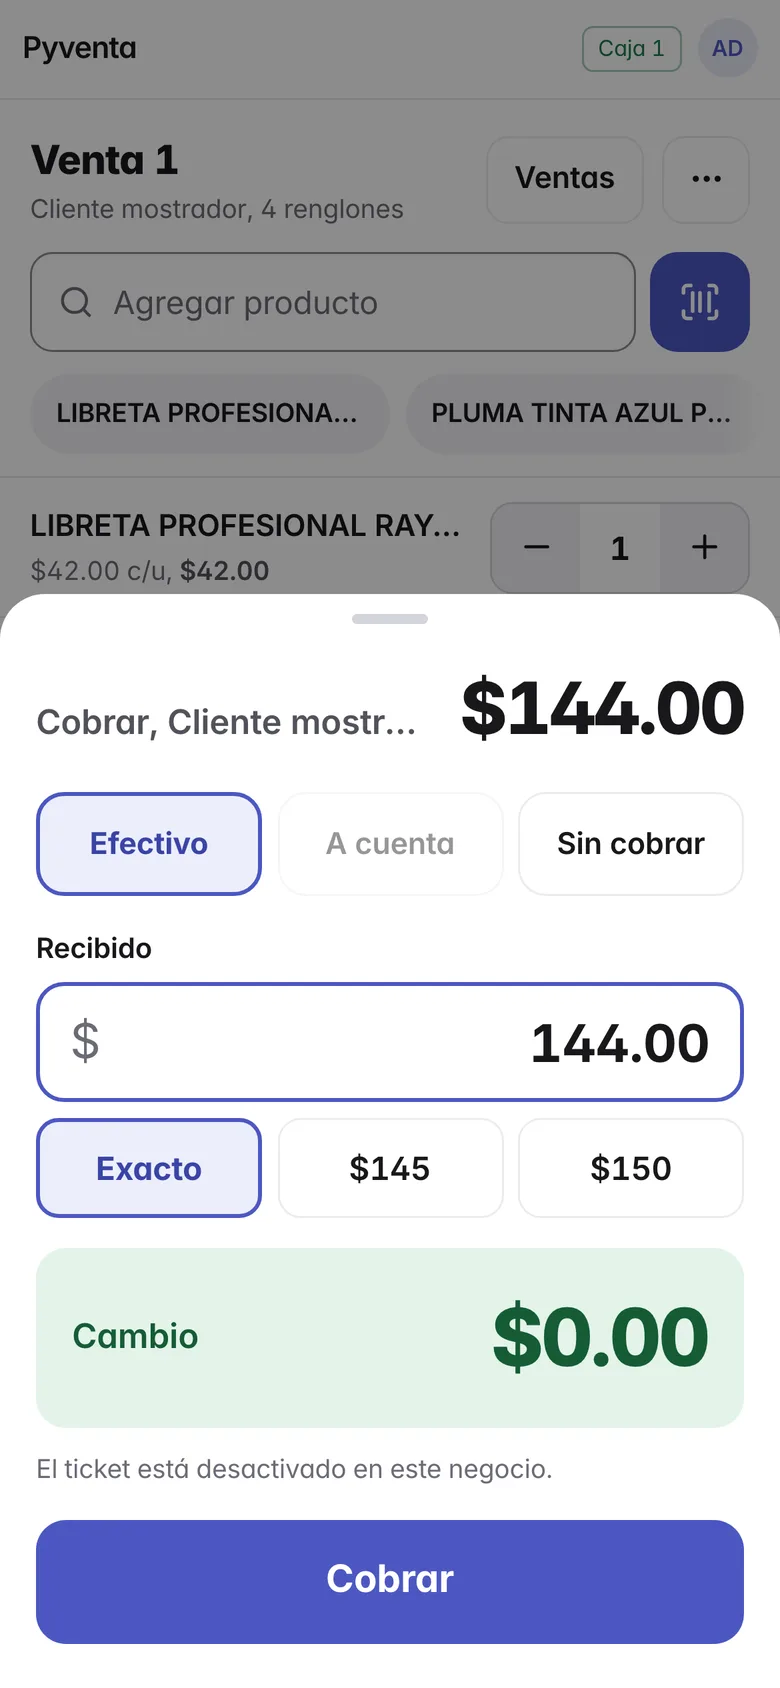 Pyventa
Caja 1
AD
Venta 1
Cliente mostrador, 4 renglones
Ventas
...
Agregar producto
LIBRETA PROFESIONA...
PLUMA TINTA AZUL P...
LIBRETA PROFESIONAL RAY...
$42.00 c/u, $42.00
− 1 +
Cobrar, Cliente mostr...
$144.00
Efectivo
A cuenta
Sin cobrar
Recibido
$ 144.00
Exacto
$145
$150
Cambio
$0.00
El ticket está desactivado en este negocio.
Cobrar